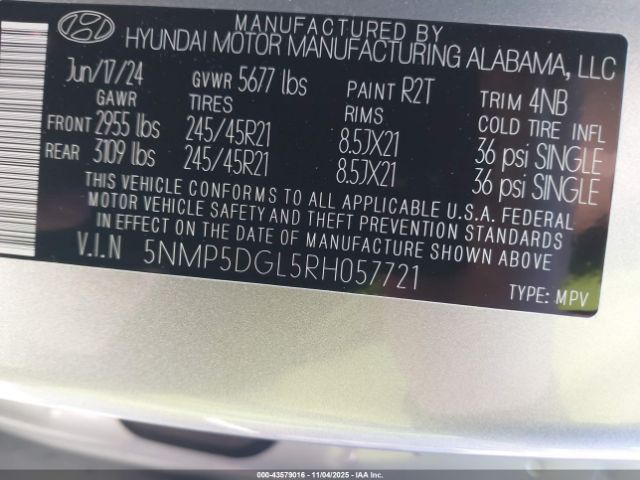 MANUFACTURED BY
HYUNDAI MOTOR MANUFACTURING ALABAMA, LLC
Jun/17/24 GVWR 5677 lbs PAINT R2T TRIM 4NB
GAWR TIRES RIMS COLD TIRE INFL
FRONT 2955 lbs 245/45R21 8.5JX21 36 psi SINGLE
REAR 3109 lbs 245/45R21 8.5JX21 36 psi SINGLE
THIS VEHICLE CONFORMS TO ALL APPLICABLE U.S.A. FEDERAL
MOTOR VEHICLE SAFETY AND THEFT PREVENTION STANDARDS
IN EFFECT ON THE DATE OF MANUFACTURE SHOWN ABOVE.
V.I.N 5NMP5DGL5RH057721
TYPE: MPV
000-43579016 - 11/04/2025 - IAAI.CA